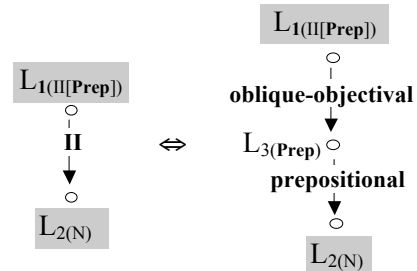 L1(II[Prep])
II
L2(N)
⇔
L1(II[Prep])
oblique-objectival
L3(Prep)
prepositional
L2(N)